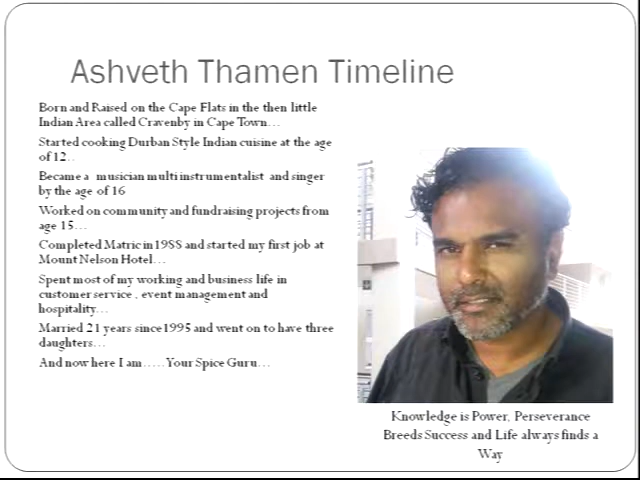 Ashveth Thamen Timeline
Born and Raised on the Cape Flats in the then little
Indian Area called Cravenby in Cape Town…
Started cooking Durban Style Indian cuisine at the age
of 12..
Became a musician multi instrumentalist and singer
by the age of 16
Worked on community and fundraising projects from
age 15…
Completed Matric in 1988 and started my first job at
Mount Nelson Hotel…
Spent most of my working and business life in
customer service , event management and
hospitality…
Married 21 years since 1995 and went on to have three
daughters…
And now here I am…..Your Spice Guru…
Knowledge is Power, Perseverance
Breeds Success and Life always finds a
Way